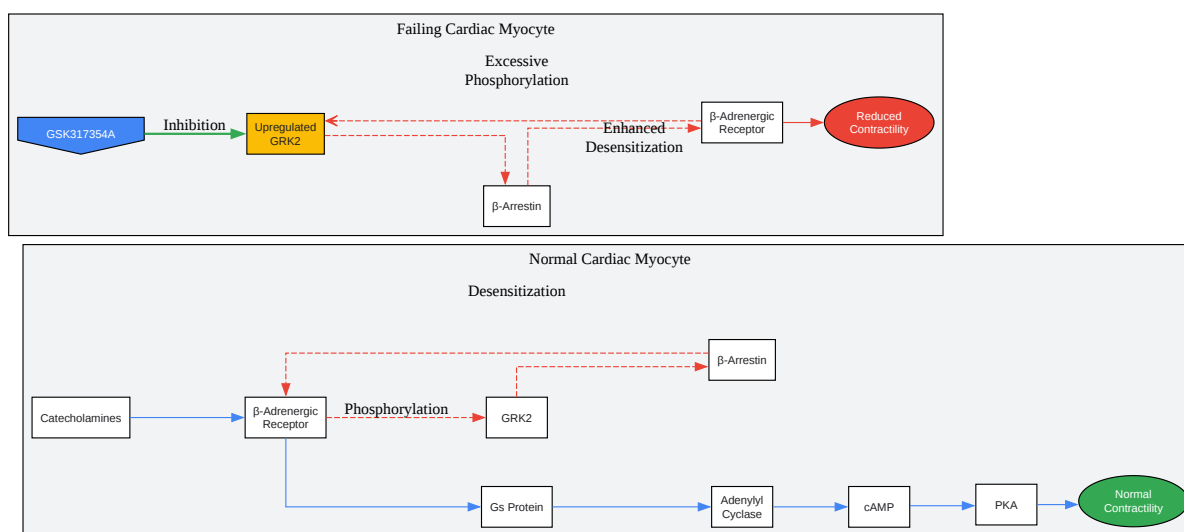 Failing Cardiac Myocyte
Excessive
Phosphorylation
GSK317354A
Inhibition
Upregulated
GRK2
Enhanced
Desensitization
β-Adrenergic
Receptor
Reduced
Contractility
β-Arrestin
Normal Cardiac Myocyte
Desensitization
β-Arrestin
Catecholamines
β-Adrenergic
Receptor
Phosphorylation
GRK2
Gs Protein
Adenylyl
Cyclase
cAMP
PKA
Normal
Contractility